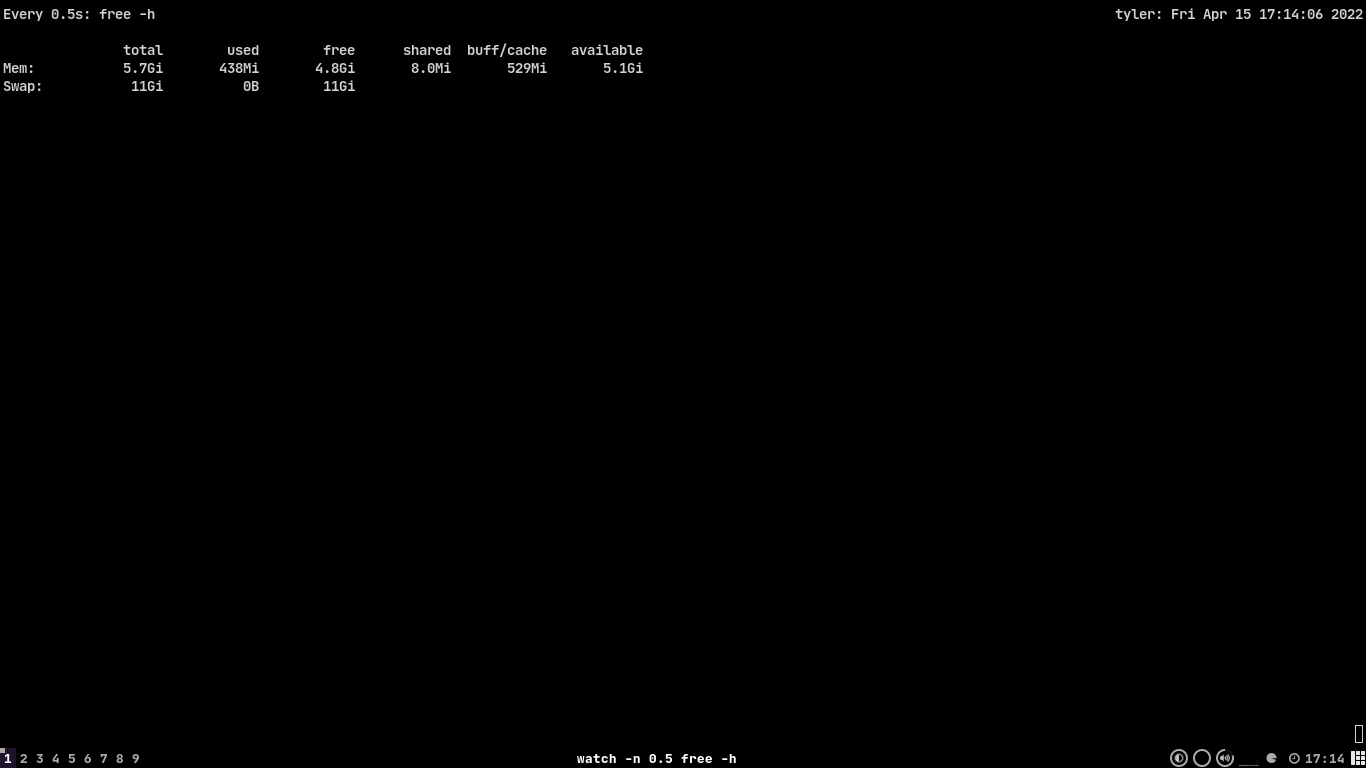 Every 0.5s: free -h tyler: Fri Apr 15 17:14:06 2022
total used free shared buff/cache available
Mem: 5.7Gi 438Mi 4.8Gi 8.0Mi 529Mi 5.1Gi
Swap: 11Gi 0B 11Gi
1 2 3 4 5 6 7 8 9 watch -n 0.5 free -h 17:14